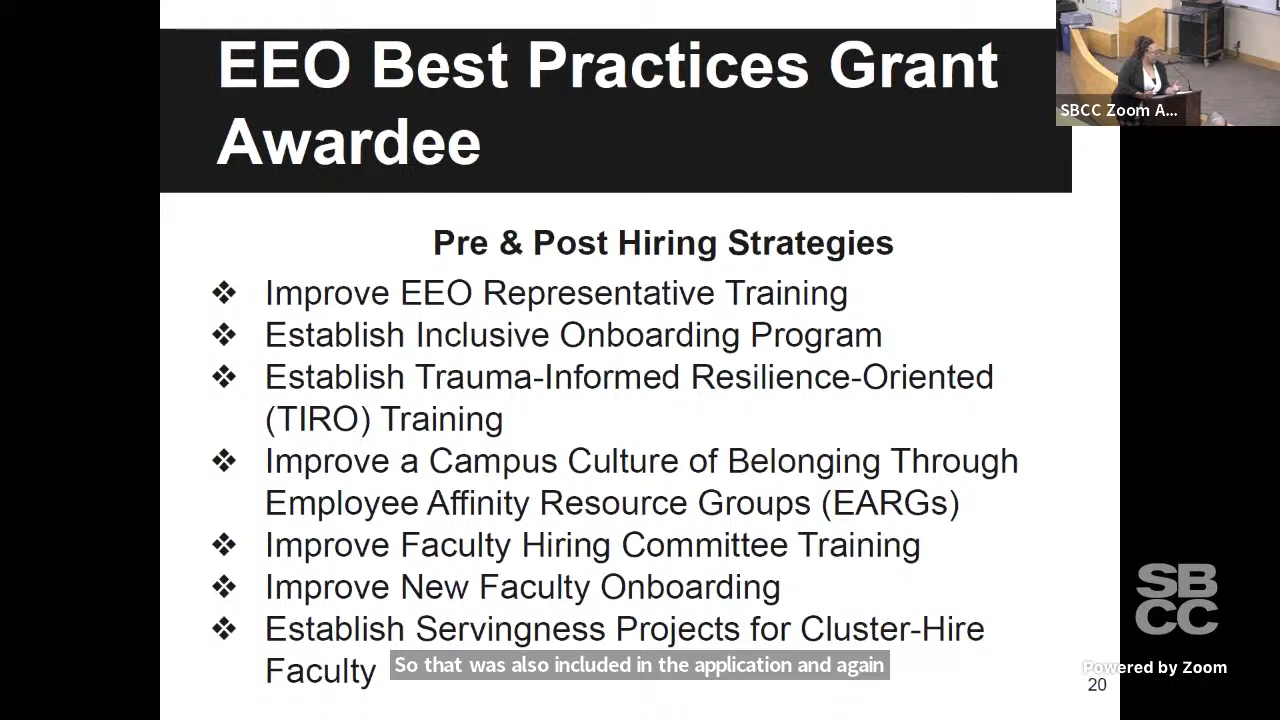 EEO Best Practices Grant
Awardee
SBCC Zoom A...
Pre & Post Hiring Strategies
❖ Improve EEO Representative Training
❖ Establish Inclusive Onboarding Program
❖ Establish Trauma-Informed Resilience-Oriented
(TIRO) Training
❖ Improve a Campus Culture of Belonging Through
Employee Affinity Resource Groups (EARGs)
❖ Improve Faculty Hiring Committee Training
❖ Improve New Faculty Onboarding
❖ Establish Servingness Projects for Cluster-Hire
Faculty
So that was also included in the application and again
SB
CC
Powered by Zoom
20